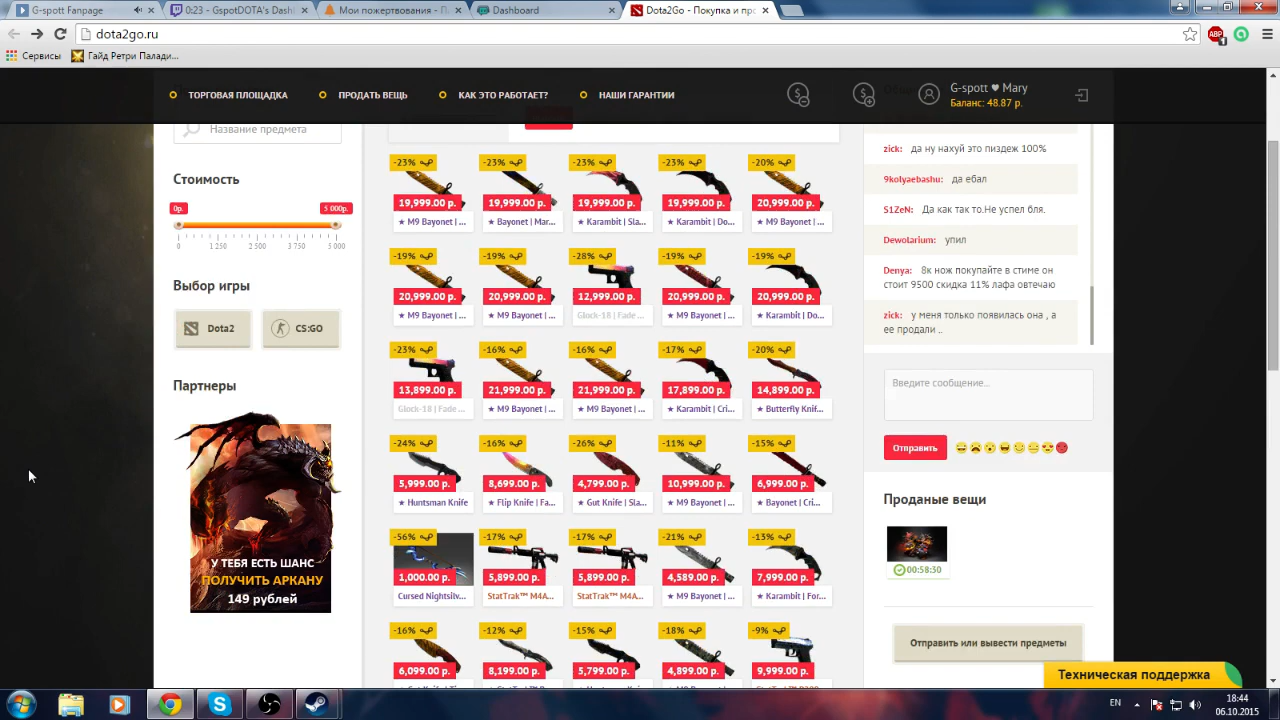 G-spott Fanpage
0:23 - GspotDOTA's Dash
Мои пожертвования - П
Dashboard
Dota2Go - Покупка и про
dota2go.ru
Сервисы
Гайд Ретри Палади...
ТОРГОВАЯ ПЛОЩАДКА
ПРОДАТЬ ВЕЩЬ
КАК ЭТО РАБОТАЕТ?
НАШИ ГАРАНТИИ
G-spott ♥ Mary
Баланс: 48.87 р.
Название предмета
Стоимость
0р. 5 000р.
0 1 250 2 500 3 750 5 000
Выбор игры
Dota2 CS:GO
Партнеры
У ТЕБЯ ЕСТЬ ШАНС
ПОЛУЧИТЬ АРКАНУ
149 рублей
-23% -23% -23% -23% -20%
19,999.00 р. 19,999.00 р. 19,999.00 р. 19,999.00 р. 20,999.00 р.
★ M9 Bayonet | ... ★ Bayonet | Mar... ★ Karambit | Sla... ★ Karambit | Do... ★ M9 Bayonet | ...
-19% -19% -28% -19% -19%
20,999.00 р. 20,999.00 р. 12,999.00 р. 20,999.00 р. 20,999.00 р.
★ M9 Bayonet | ... ★ M9 Bayonet | ... Glock-18 | Fade ... ★ M9 Bayonet | ... ★ Karambit | Do...
-23% -16% -16% -17% -20%
13,899.00 р. 21,999.00 р. 21,999.00 р. 17,899.00 р. 14,899.00 р.
Glock-18 | Fade ... ★ M9 Bayonet | ... ★ M9 Bayonet | ... ★ Karambit | Cri... ★ Butterfly Knif...
-24% -16% -26% -11% -15%
5,999.00 р. 8,699.00 р. 4,799.00 р. 10,999.00 р. 6,999.00 р.
★ Huntsman Knife ★ Flip Knife | Fa... ★ Gut Knife | Sla... ★ M9 Bayonet | ... ★ Bayonet | Cri...
-56% -17% -17% -21% -13%
1,000.00 р. 5,899.00 р. 5,899.00 р. 4,589.00 р. 7,999.00 р.
Cursed Nightsilv... StatTrak™ M4A... StatTrak™ M4A... ★ M9 Bayonet | ... ★ Karambit | For...
-16% -12% -15% -18% -9%
6,099.00 р. 8,199.00 р. 5,799.00 р. 4,899.00 р. 9,999.00 р.
zick: да ну нахуй это пиздеж 100%
9kolyaebashu: да ебал
S1ZeN: Да как так то.Не успел бля.
Dewolarium: упил
Denya: 8к нож покупайте в стиме он
стоит 9500 скидка 11% лафа овтечаю
zick: у меня только появилась она , а
ее продали ..
Введите сообщение...
Отправить
Проданые вещи
00:58:30
Отправить или вывести предметы
Техническая поддержка
EN
18:44
06.10.2015